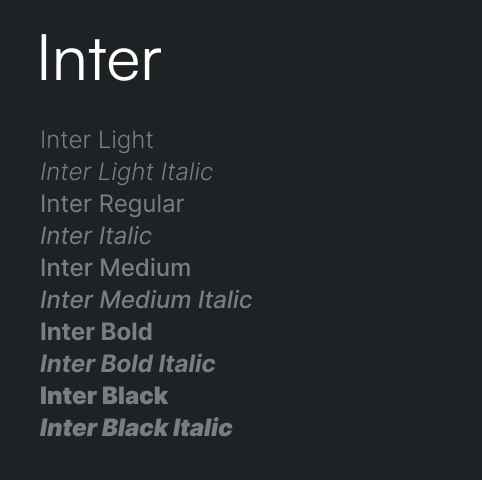 Inter
Inter Light
Inter Light Italic
Inter Regular
Inter Italic
Inter Medium
Inter Medium Italic
Inter Bold
Inter Bold Italic
Inter Black
Inter Black Italic